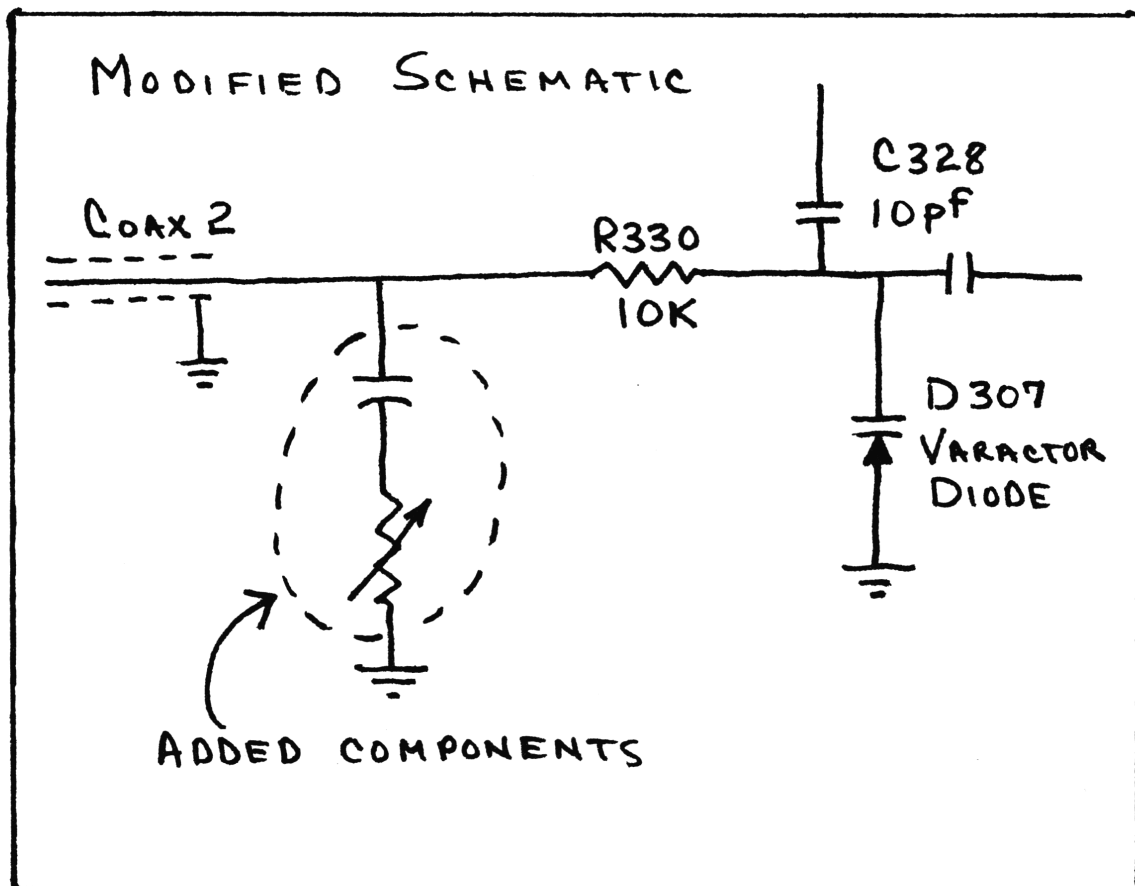 MODIFIED SCHEMATIC
COAX 2
R330
10K
C328
10pf
D307
VARACTOR
DIODE
ADDED COMPONENTS